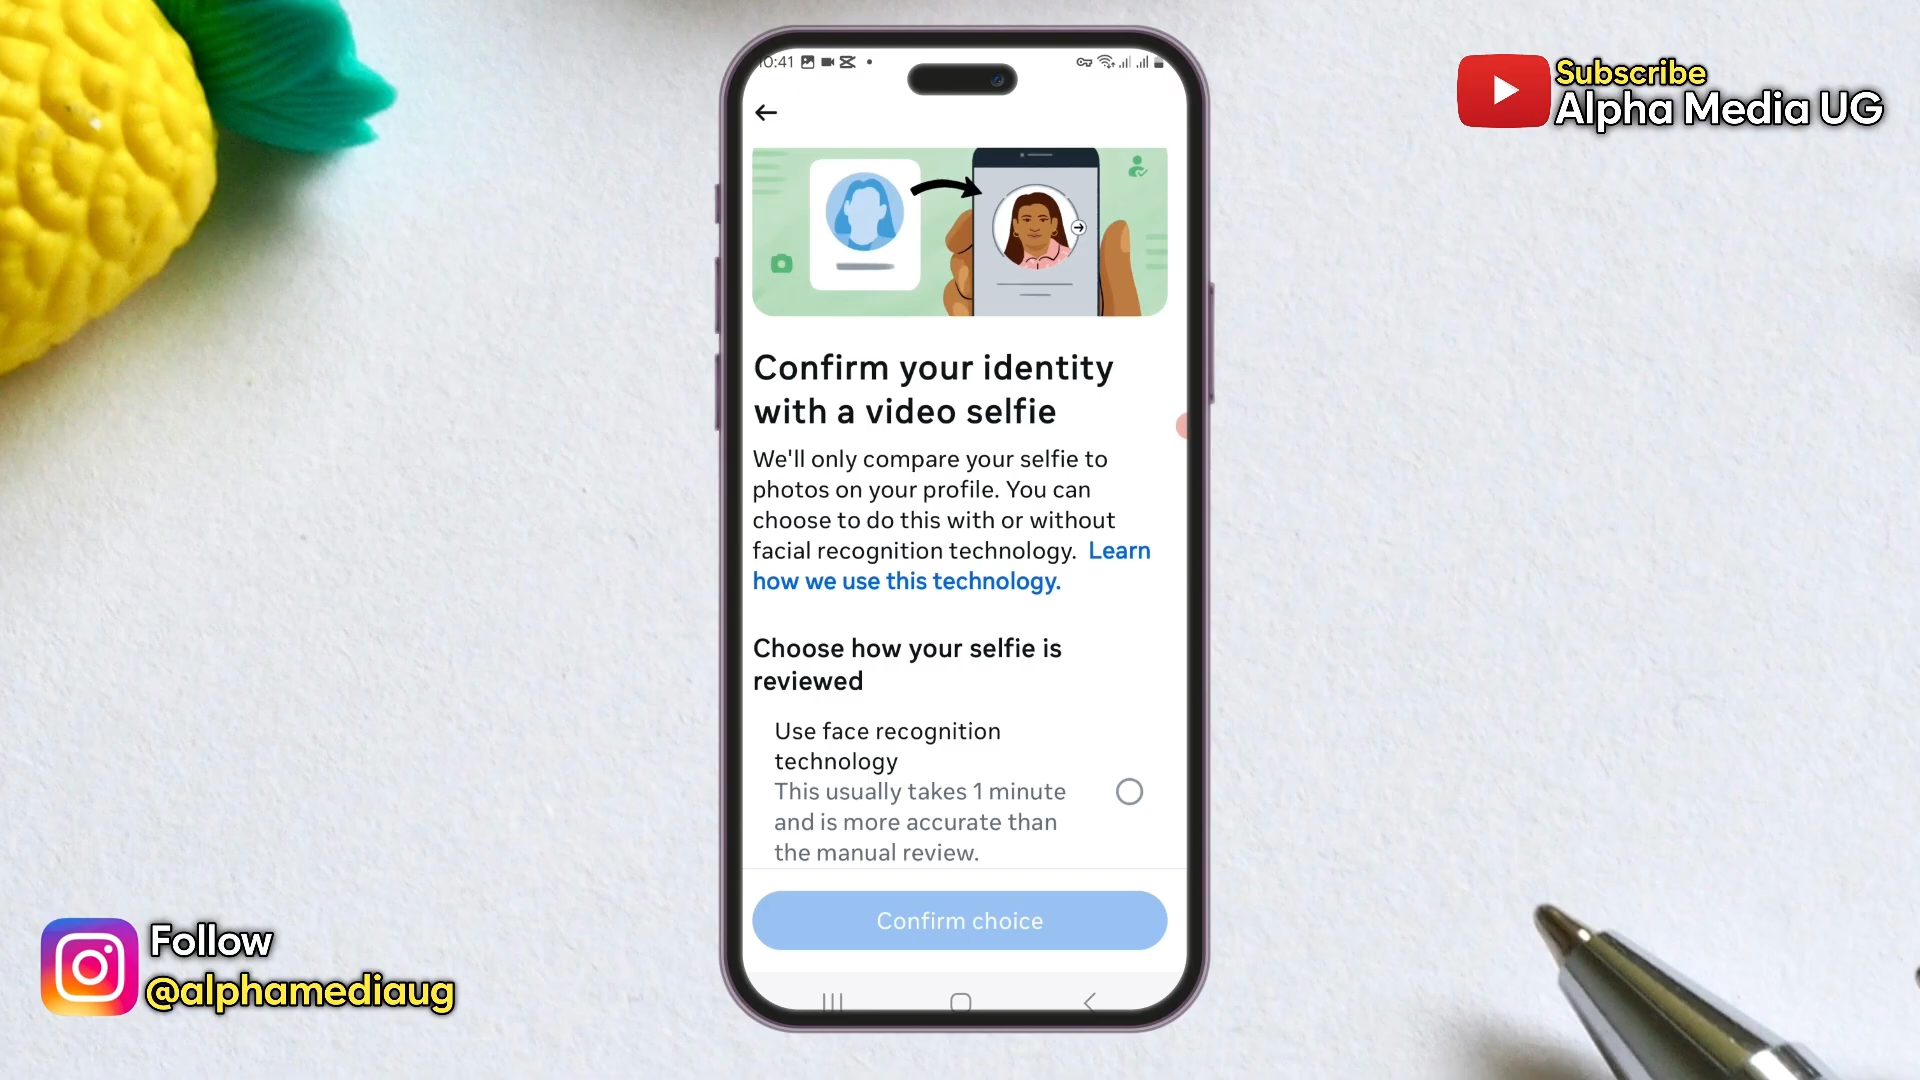 Subscribe
Alpha Media UG
10:41
Confirm your identity
with a video selfie
We'll only compare your selfie to
photos on your profile. You can
choose to do this with or without
facial recognition technology. Learn
how we use this technology.
Choose how your selfie is
reviewed
Use face recognition
technology
This usually takes 1 minute
and is more accurate than
the manual review.
Confirm choice
Follow
@alphamediaug